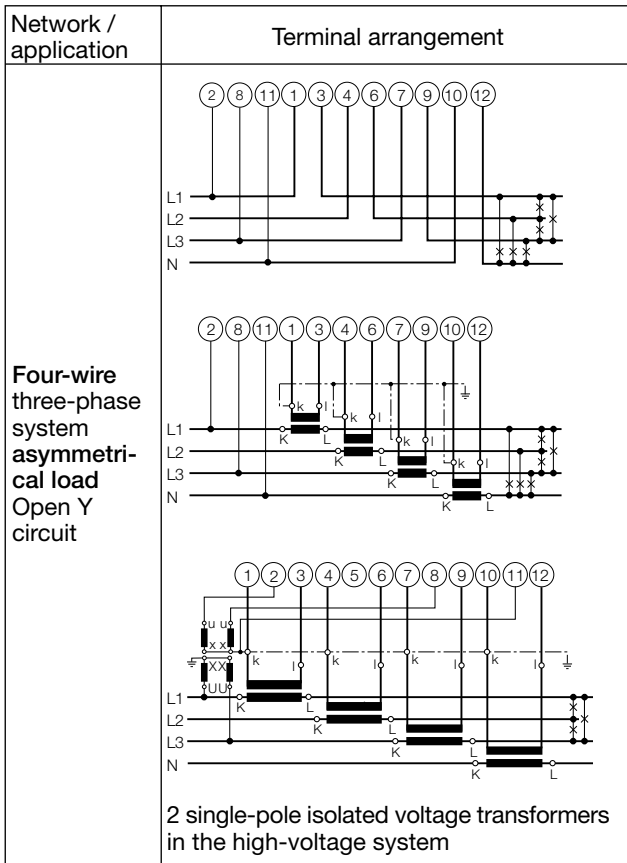 Network /
application
Terminal arrangement
2 8 11 1 3 4 6 7 9 10 12
L1
L2
L3
N
Four-wire
three-phase
system
asymmetri-
cal load
Open Y
circuit
2 8 11 1 3 4 6 7 9 10 12
k l
k l
L1 K L
k l
L2 K L
k l
L3 K L
N K L
1 2 3 4 5 6 7 8 9 10 11 12
u u
x x
k l k l k l k l
X X
U U
L1 K L
L2 K L
L3 K L
N K L
2 single-pole isolated voltage transformers
in the high-voltage system